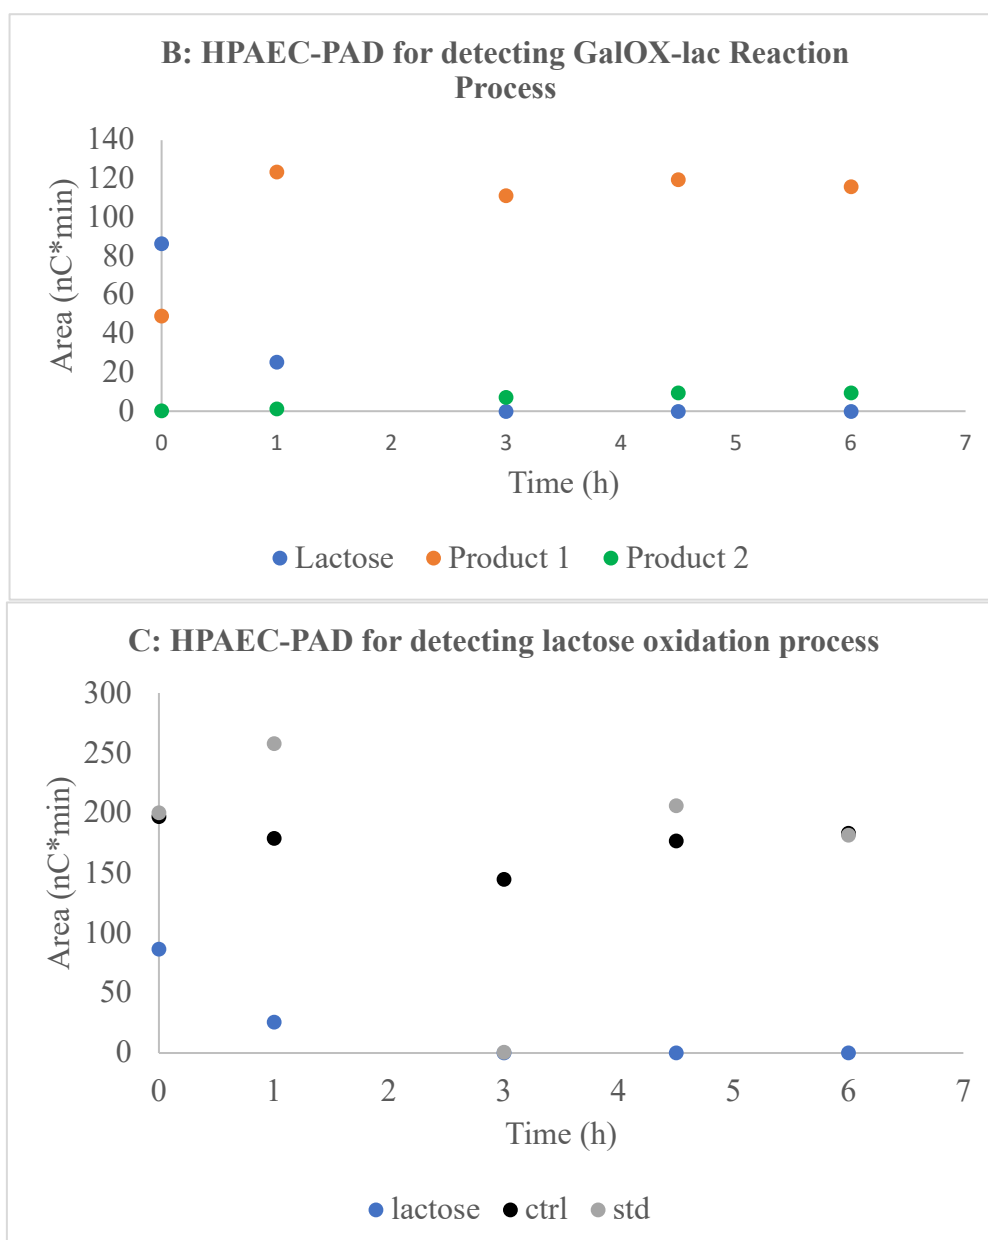 B: HPAEC-PAD for detecting GalOX-lac Reaction
Process
140
120
100
80
60
40
20
0
Area (nC*min)
0 1 2 3 4 5 6 7
Time (h)
Lactose Product 1 Product 2
C: HPAEC-PAD for detecting lactose oxidation process
300
250
200
150
100
50
0
Area (nC*min)
0 1 2 3 4 5 6 7
Time (h)
lactose ctrl std